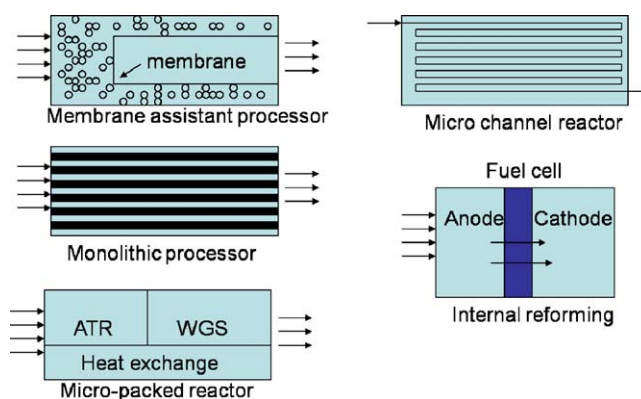 membrane
Membrane assistant processor
Micro channel reactor
Monolithic processor
Fuel cell
Anode
Cathode
Internal reforming
ATR
WGS
Heat exchange
Micro-packed reactor